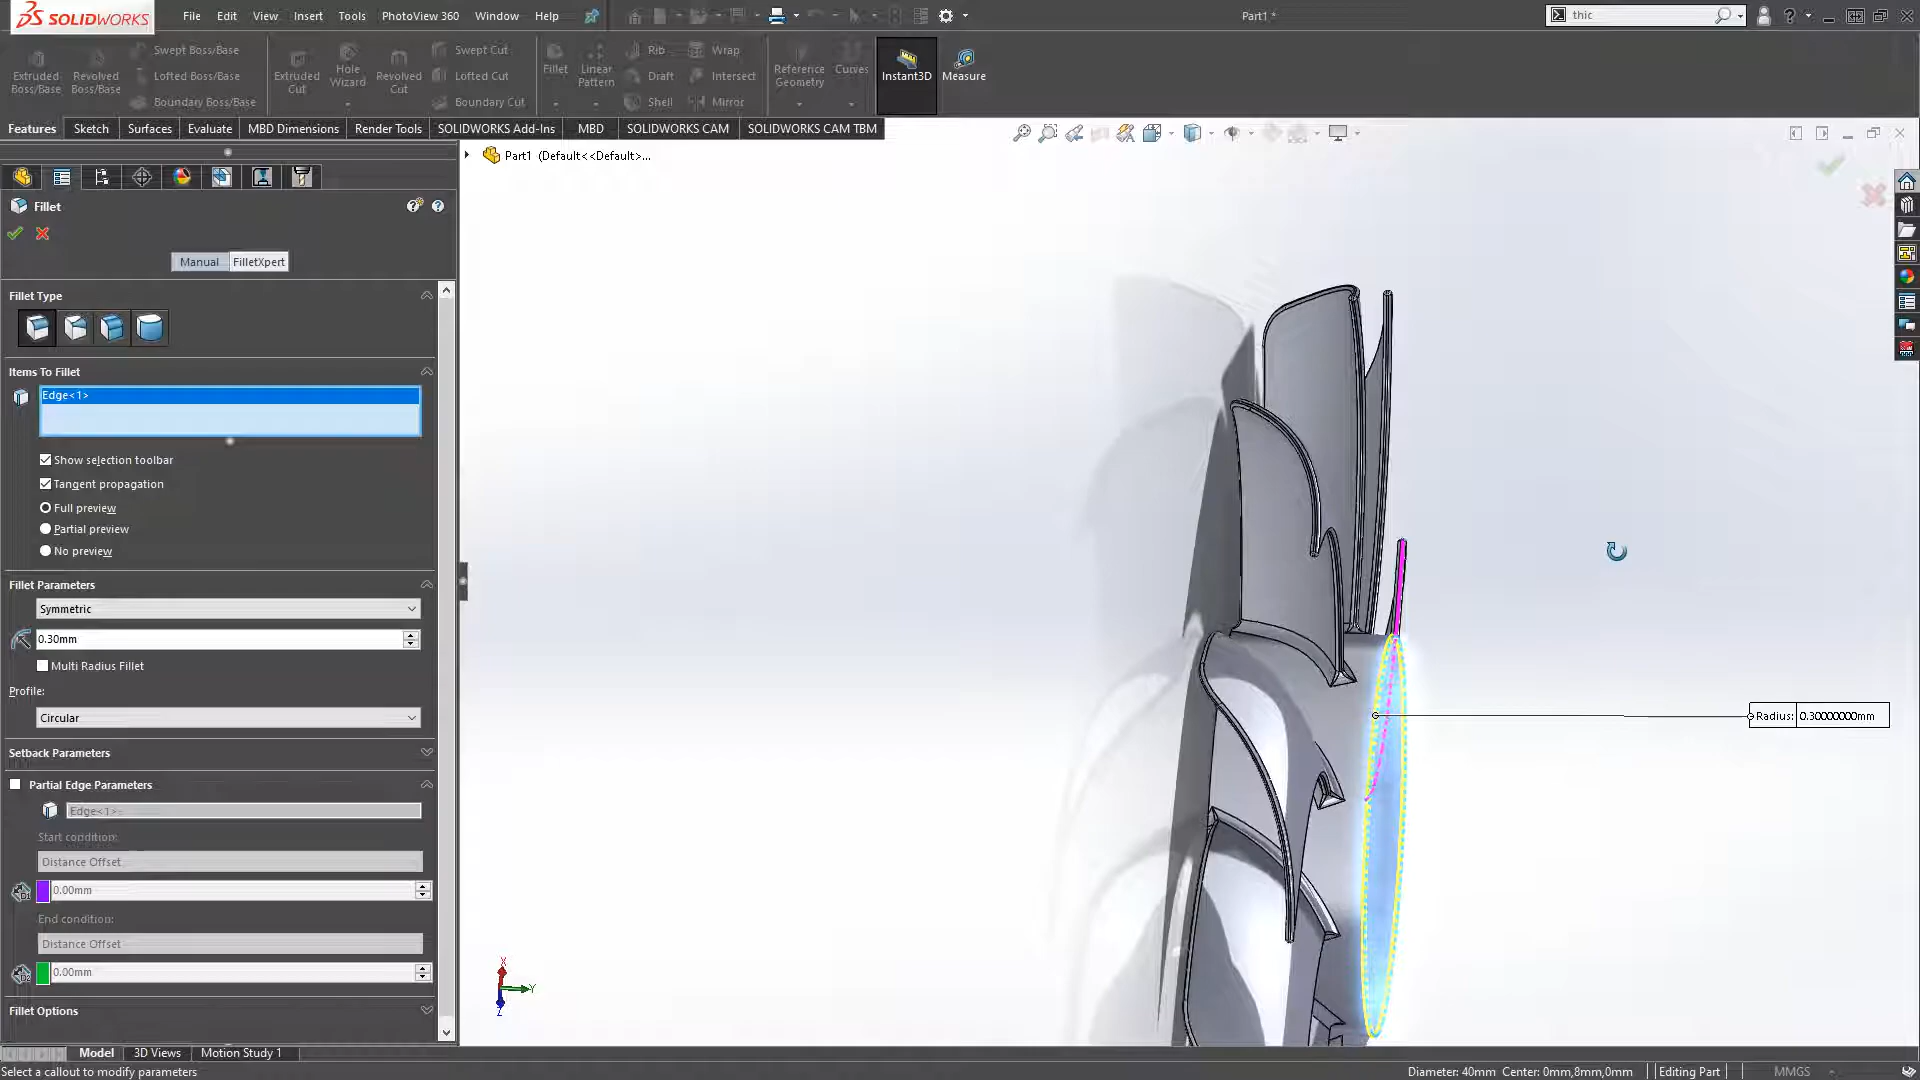 SOLIDWORKS
File Edit View Insert Tools PhotoView 360 Window Help
Part1 *
thic
Extruded Boss/Base
Revolved Boss/Base
Swept Boss/Base
Lofted Boss/Base
Boundary Boss/Base
Extruded Cut
Hole Wizard
Revolved Cut
Swept Cut
Lofted Cut
Boundary Cut
Fillet
Linear Pattern
Rib
Draft
Shell
Wrap
Intersect
Mirror
Reference Geometry
Curves
Instant3D
Measure
Features Sketch Surfaces Evaluate MBD Dimensions Render Tools SOLIDWORKS Add-Ins MBD SOLIDWORKS CAM SOLIDWORKS CAM TBM
Part1 (Default<<Default>...
Fillet
Manual FilletXpert
Fillet Type
Items To Fillet
Edge<1>
Show selection toolbar
Tangent propagation
Full preview
Partial preview
No preview
Fillet Parameters
Symmetric
0.30mm
Multi Radius Fillet
Profile:
Circular
Setback Parameters
Partial Edge Parameters
Edge<1>
Start condition:
Distance Offset
0.00mm
End condition:
Distance Offset
0.00mm
Fillet Options
Radius: 0.30000000mm
X
Y
Z
Model 3D Views Motion Study 1
Select a callout to modify parameters
Diameter: 40mm Center: 0mm,8mm,0mm Editing Part MMGS